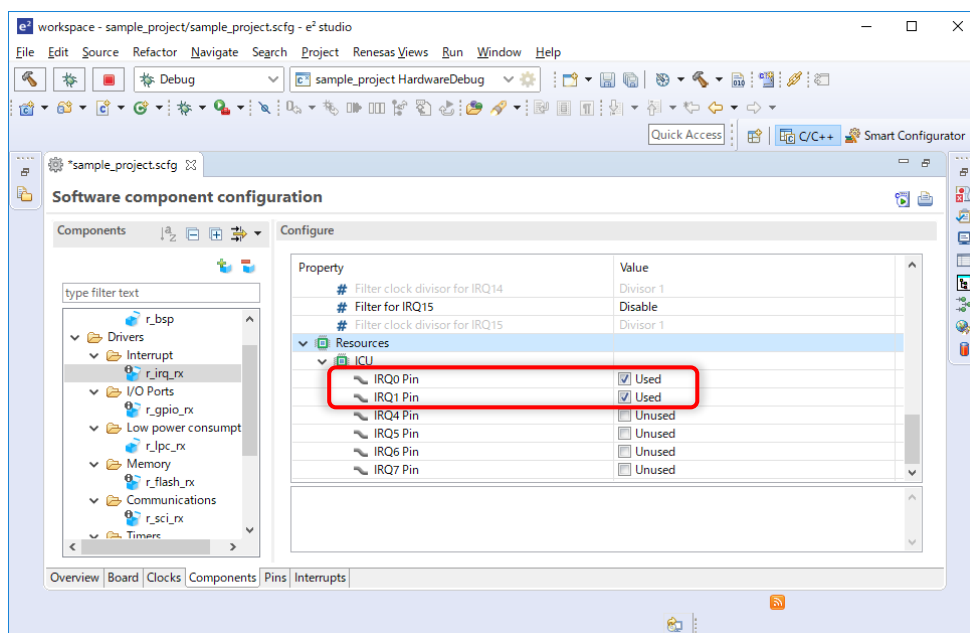 workspace - sample_project/sample_project.scfg - e² studio
File Edit Source Refactor Navigate Search Project Renesas Views Run Window Help
Debug
sample_project HardwareDebug
Quick Access
C/C++
Smart Configurator
*sample_project.scfg
Software component configuration
Components
Configure
type filter text
r_bsp
Drivers
Interrupt
r_irq_rx
I/O Ports
r_gpio_rx
Low power consumpt
r_lpc_rx
Memory
r_flash_rx
Communications
r_sci_rx
Timers
Property Value
Filter clock divisor for IRQ14 Divisor 1
Filter for IRQ15 Disable
Filter clock divisor for IRQ15 Divisor 1
Resources
ICU
IRQ0 Pin Used
IRQ1 Pin Used
IRQ4 Pin Unused
IRQ5 Pin Unused
IRQ6 Pin Unused
IRQ7 Pin Unused
Overview Board Clocks Components Pins Interrupts